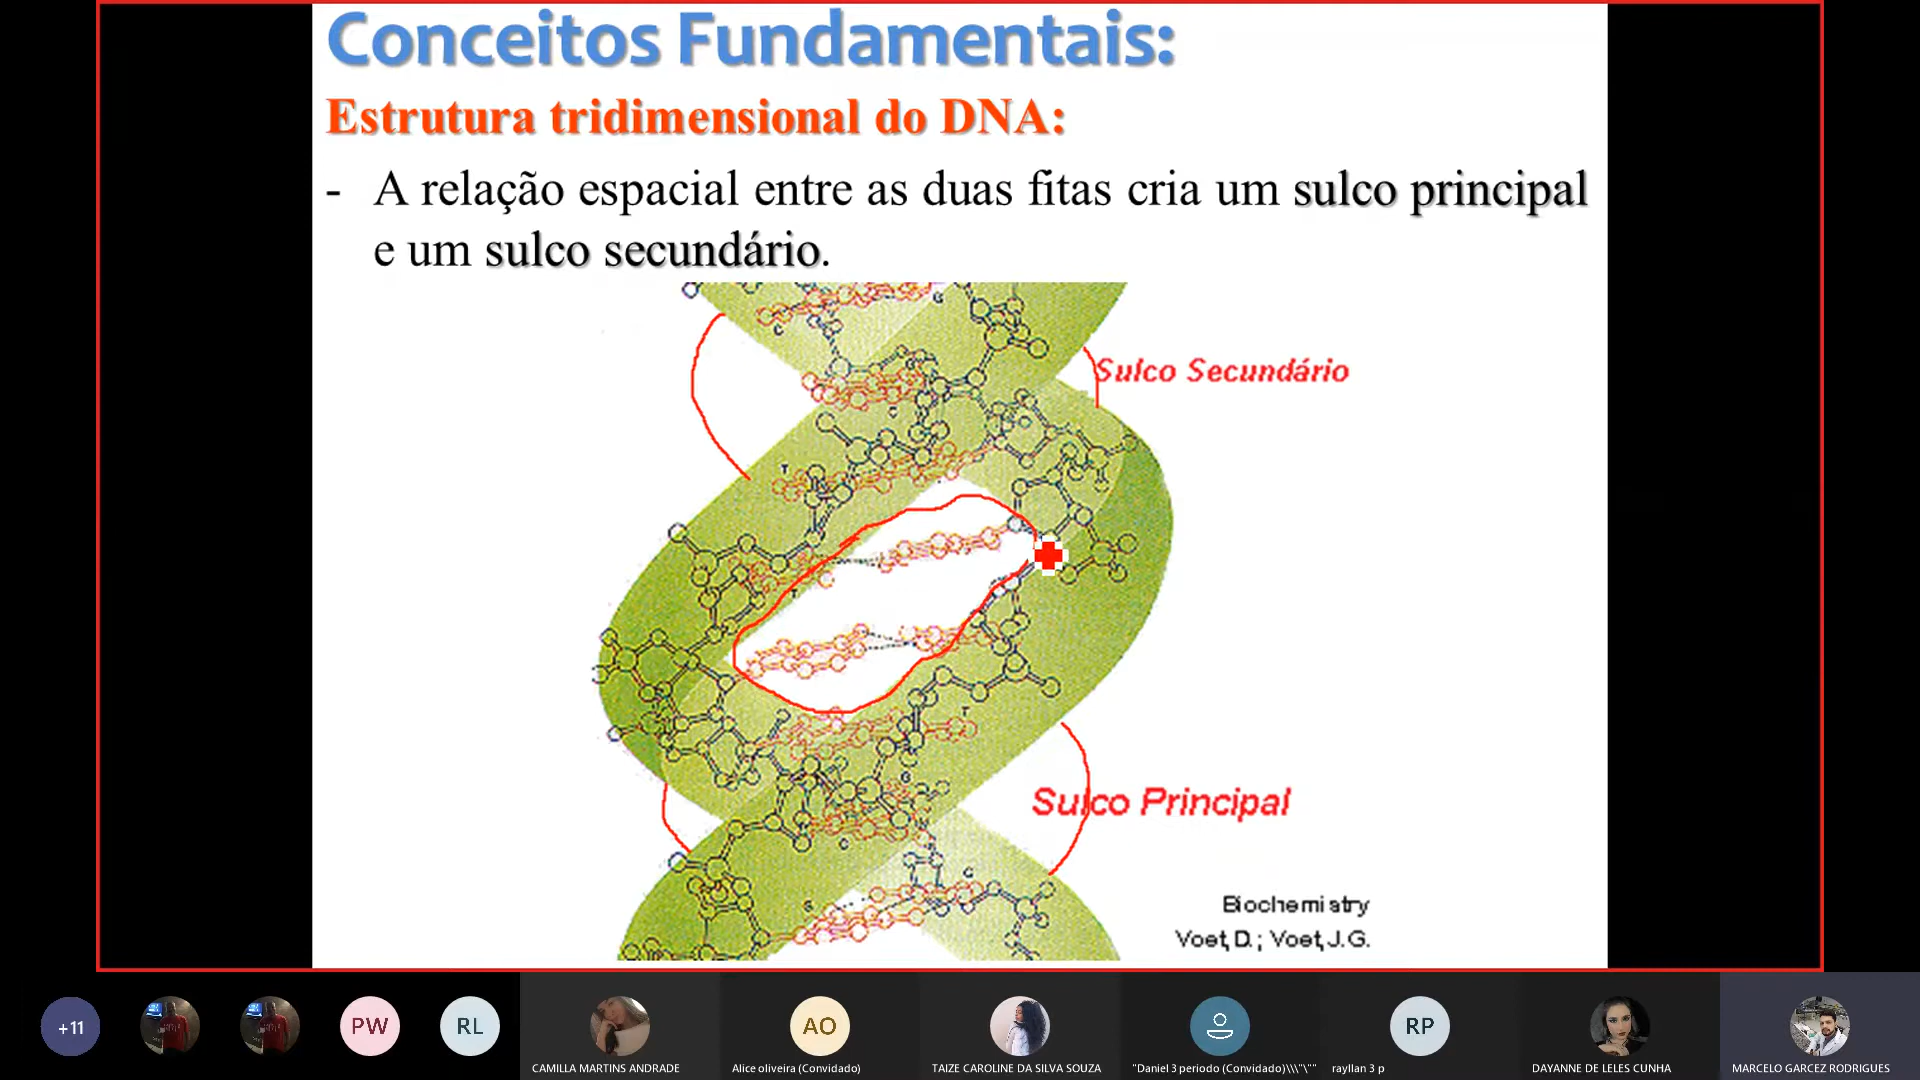 Conceitos Fundamentais:
Estrutura tridimensional do DNA:
- A relação espacial entre as duas fitas cria um sulco principal
e um sulco secundário.
G
C
Sulco Secundário
C
T
T
T
G
Sulco Principal
C
G
G
Biochemistry
Voet, D.; Voet, J.G.
+11
PW
RL
AO
RP
CAMILLA MARTINS ANDRADE
Alice oliveira (Convidado)
TAIZE CAROLINE DA SILVA SOUZA
"Daniel 3 periodo (Convidado)\\\"\""
rayllan 3 p
DAYANNE DE LELES CUNHA
MARCELO GARCEZ RODRIGUES